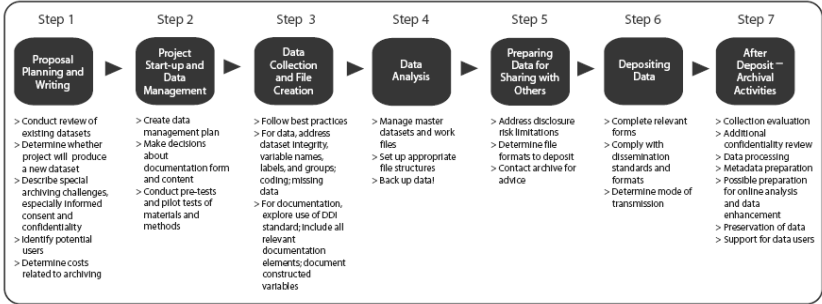 Step 1
Proposal
Planning and
Writing
> Conduct review of
existing datasets
> Determine whether
project will produce
a new dataset
> Describe special
archiving challenges,
especially informed
consent and
confidentiality
> Identify potential
users
> Determine costs
related to archiving
Step 2
Project
Start-up and
Data
Management
> Create data
management plan
> Make decisions
about
documentation form
and content
> Conduct pre-tests
and pilot tests of
materials and
methods
Step 3
Data
Collection
and File
Creation
> Follow best practices
> For data, address
dataset integrity,
variable names,
labels, and groups;
coding; missing
data
> For documentation,
explore use of DDI
standard; include all
relevant
documentation
elements; document
constructed
variables
Step 4
Data
Analysis
> Manage master
datasets and work
files
> Set up appropriate
file structures
> Back up data!
Step 5
Preparing
Data for
Sharing with
Others
> Address disclosure
risk limitations
> Determine file
formats to deposit
> Contact archive for
advice
Step 6
Depositing
Data
> Complete relevant
forms
> Comply with
dissemination
standards and
formats
> Determine mode of
transmission
Step 7
After
Deposit —
Archival
Activities
> Collection evaluation
> Additional
confidentiality review
> Data processing
> Metadata preparation
> Possible preparation
for online analysis
and data
enhancement
> Preservation of data
> Support for data users